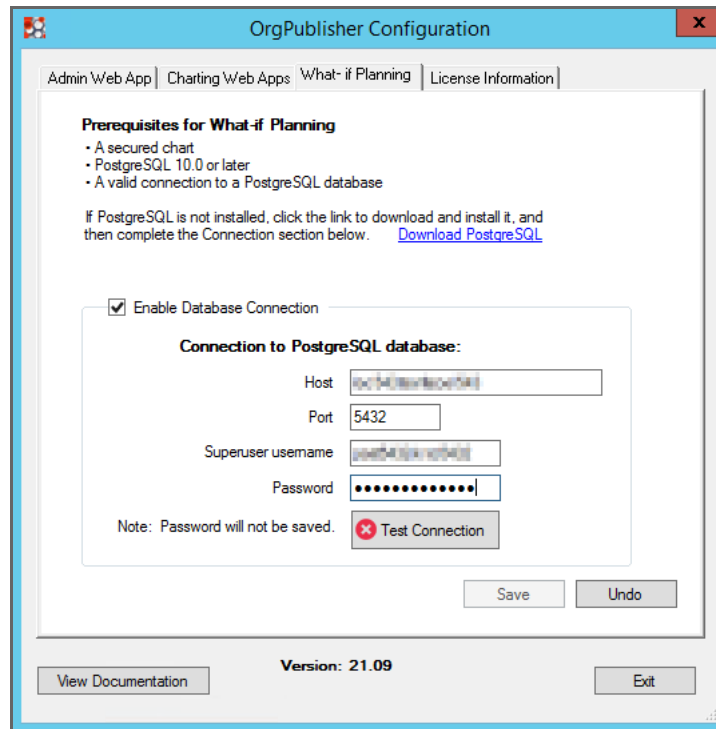 OrgPublisher Configuration
x
Admin Web App
Charting Web Apps
What- if Planning
License Information
Prerequisites for What-if Planning
• A secured chart
• PostgreSQL 10.0 or later
• A valid connection to a PostgreSQL database
If PostgreSQL is not installed, click the link to download and install it, and
then complete the Connection section below. Download PostgreSQL
Enable Database Connection
Connection to PostgreSQL database:
Host
Port 5432
Superuser username
Password •••••••••••••
Note: Password will not be saved. Test Connection
Save Undo
Version: 21.09
View Documentation Exit